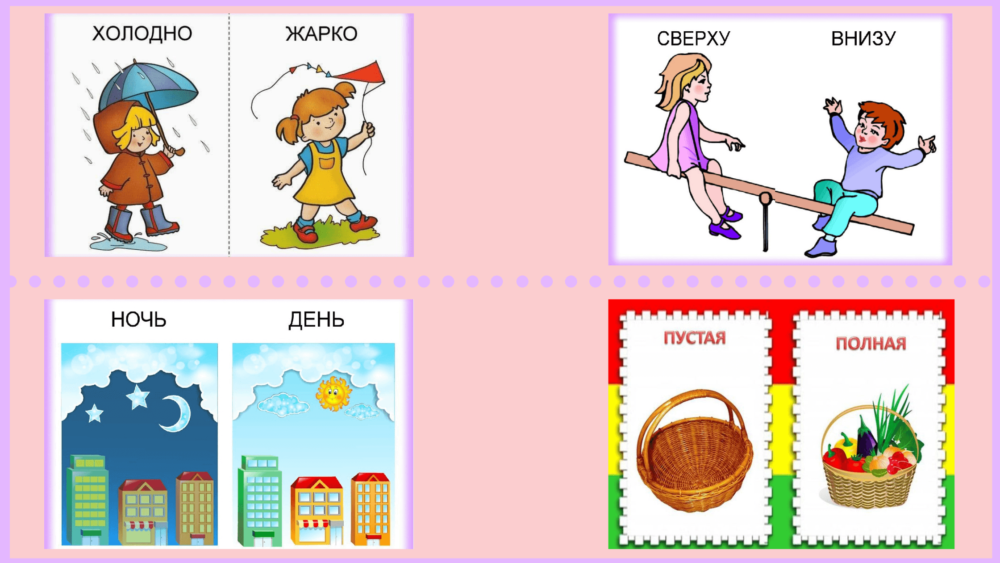 ХОЛОДНО ЖАРКО
СВЕРХУ ВНИЗУ
НОЧЬ ДЕНЬ
ПУСТАЯ ПОЛНАЯ